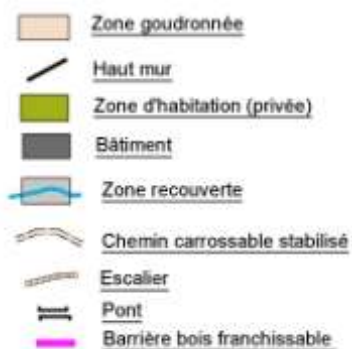 Zone goudronnée
Haut mur
Zone d'habitation (privée)
Bâtiment
Zone recouverte
Chemin carrossable stabilisé
Escalier
Pont
Barrière bois franchissable